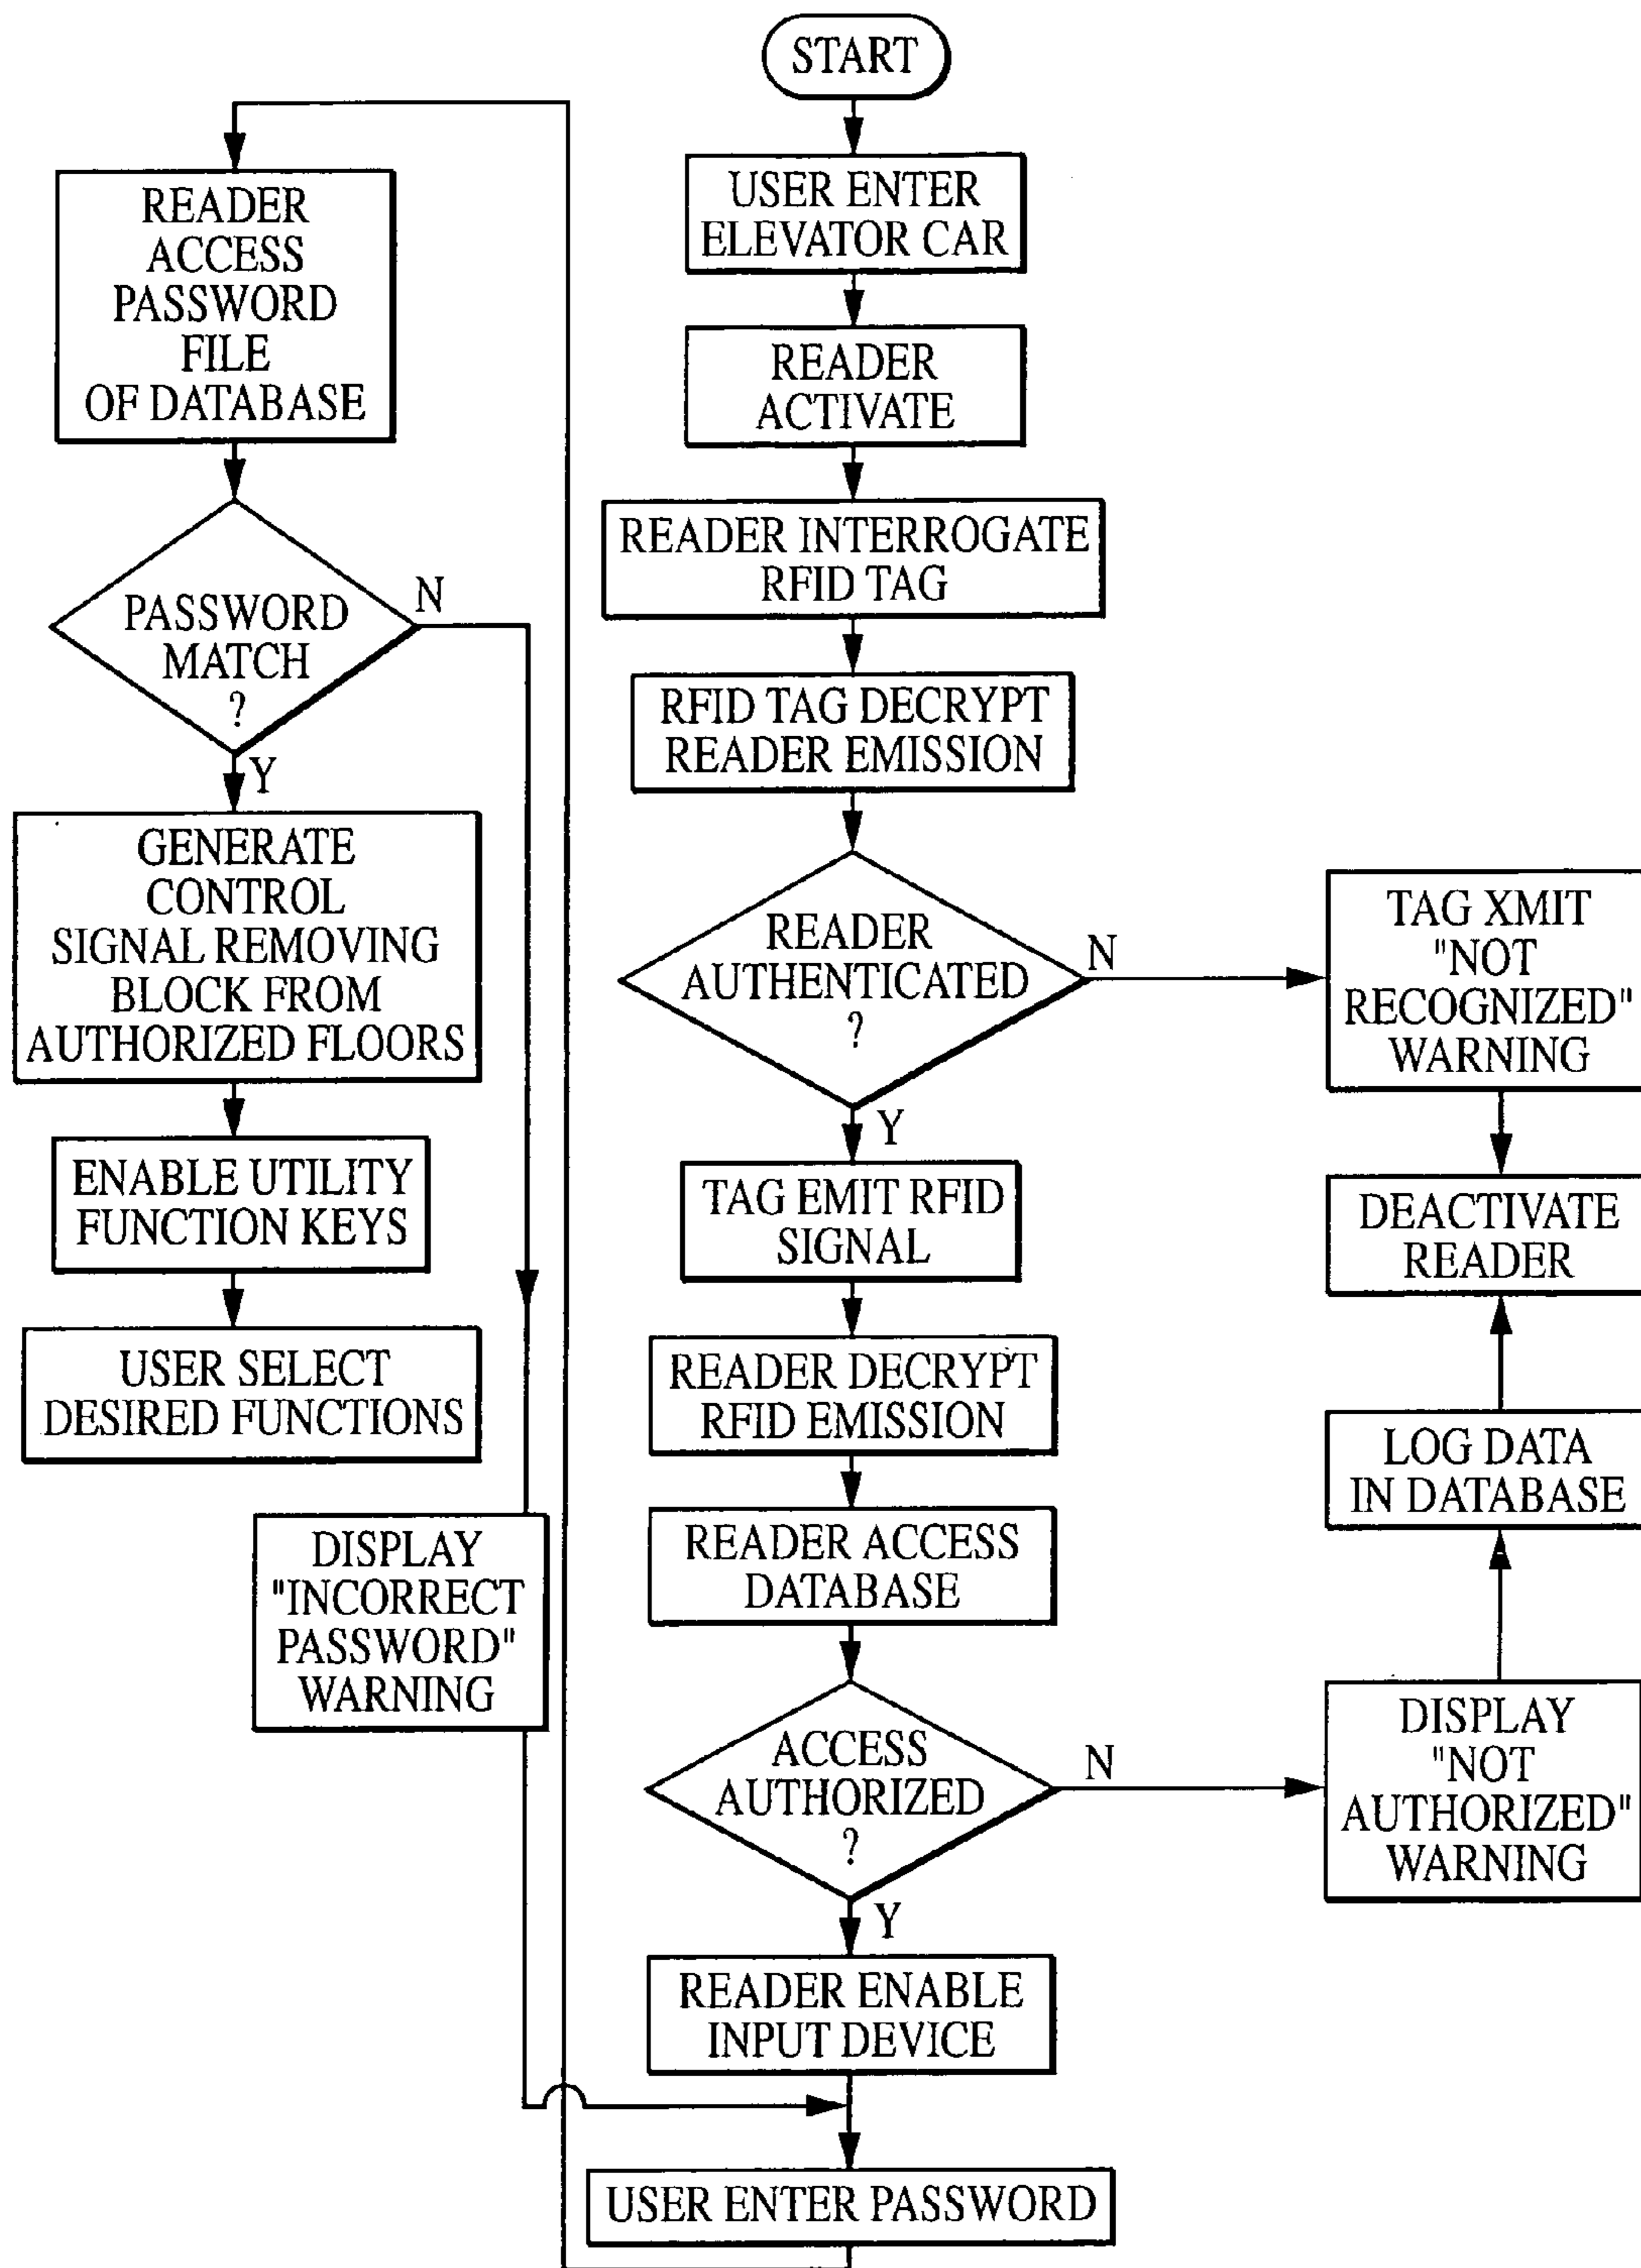 START
USER ENTER
ELEVATOR CAR
READER
ACTIVATE
READER INTERROGATE
RFID TAG
RFID TAG DECRYPT
READER EMISSION
READER
AUTHENTICATED
?
N
Y
TAG XMIT
"NOT
RECOGNIZED"
WARNING
DEACTIVATE
READER
TAG EMIT RFID
SIGNAL
READER DECRYPT
RFID EMISSION
READER ACCESS
DATABASE
ACCESS
AUTHORIZED
?
N
Y
DISPLAY
"NOT
AUTHORIZED"
WARNING
LOG DATA
IN DATABASE
READER ENABLE
INPUT DEVICE
USER ENTER PASSWORD
READER
ACCESS
PASSWORD
FILE
OF DATABASE
PASSWORD
MATCH
?
N
Y
GENERATE
CONTROL
SIGNAL REMOVING
BLOCK FROM
AUTHORIZED FLOORS
ENABLE UTILITY
FUNCTION KEYS
USER SELECT
DESIRED FUNCTIONS
DISPLAY
"INCORRECT
PASSWORD"
WARNING